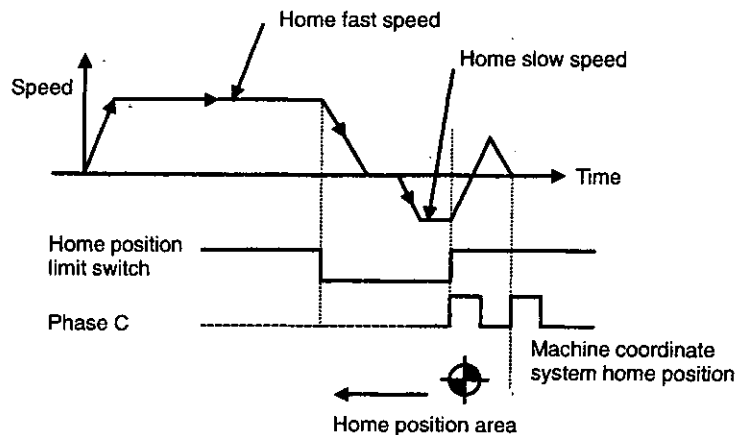 Home fast speed
Home slow speed
Speed
Time
Home position
limit switch
Phase C
Machine coordinate
system home position
Home position area